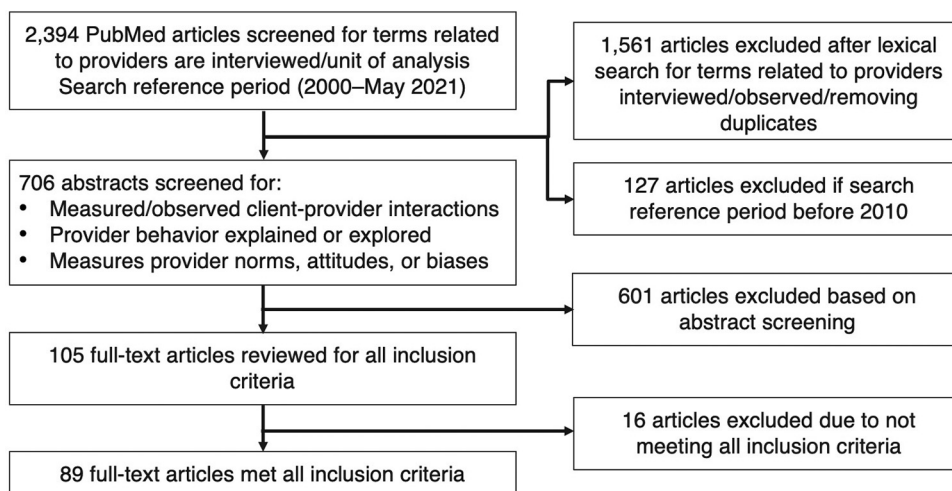 2,394 PubMed articles screened for terms related
to providers are interviewed/unit of analysis
Search reference period (2000–May 2021)
1,561 articles excluded after lexical
search for terms related to providers
interviewed/observed/removing
duplicates
127 articles excluded if search
reference period before 2010
706 abstracts screened for:
• Measured/observed client-provider interactions
• Provider behavior explained or explored
• Measures provider norms, attitudes, or biases
601 articles excluded based on
abstract screening
105 full-text articles reviewed for all inclusion
criteria
16 articles excluded due to not
meeting all inclusion criteria
89 full-text articles met all inclusion criteria